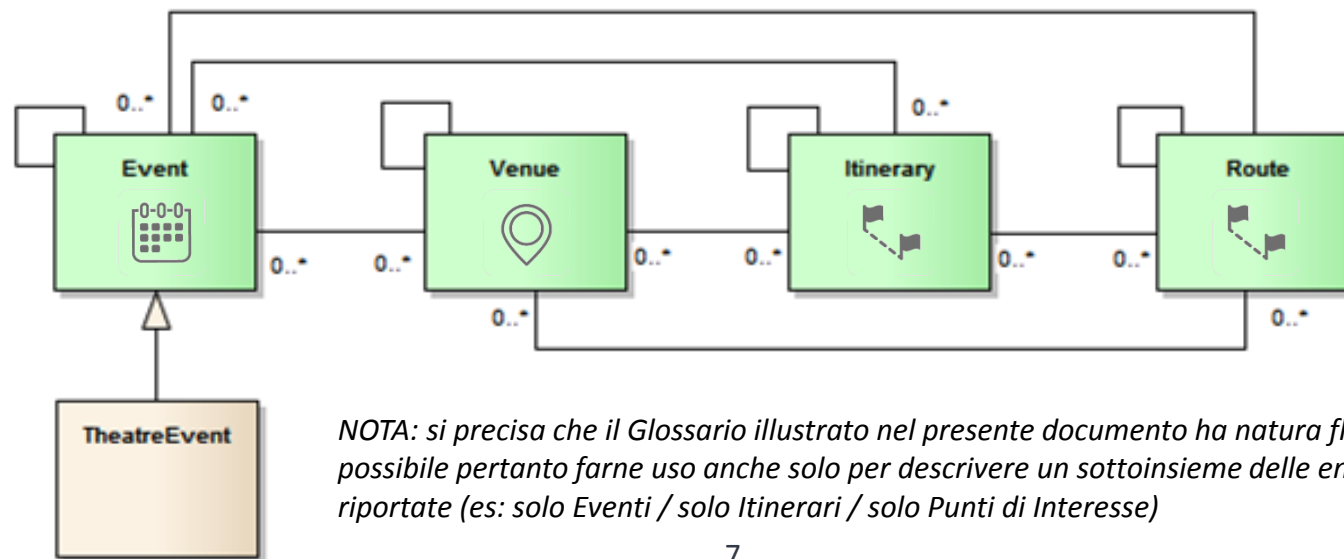 0..* 0..* 0..*
Event Venue Itinerary Route
0..* 0..* 0..* 0..* 0..* 0..*
0..* 0..*
TheatreEvent
NOTA: si precisa che il Glossario illustrato nel presente documento ha natura
possibile pertanto farne uso anche solo per descrivere un sottoinsieme delle
riportate (es: solo Eventi / solo Itinerari / solo Punti di Interesse)
7